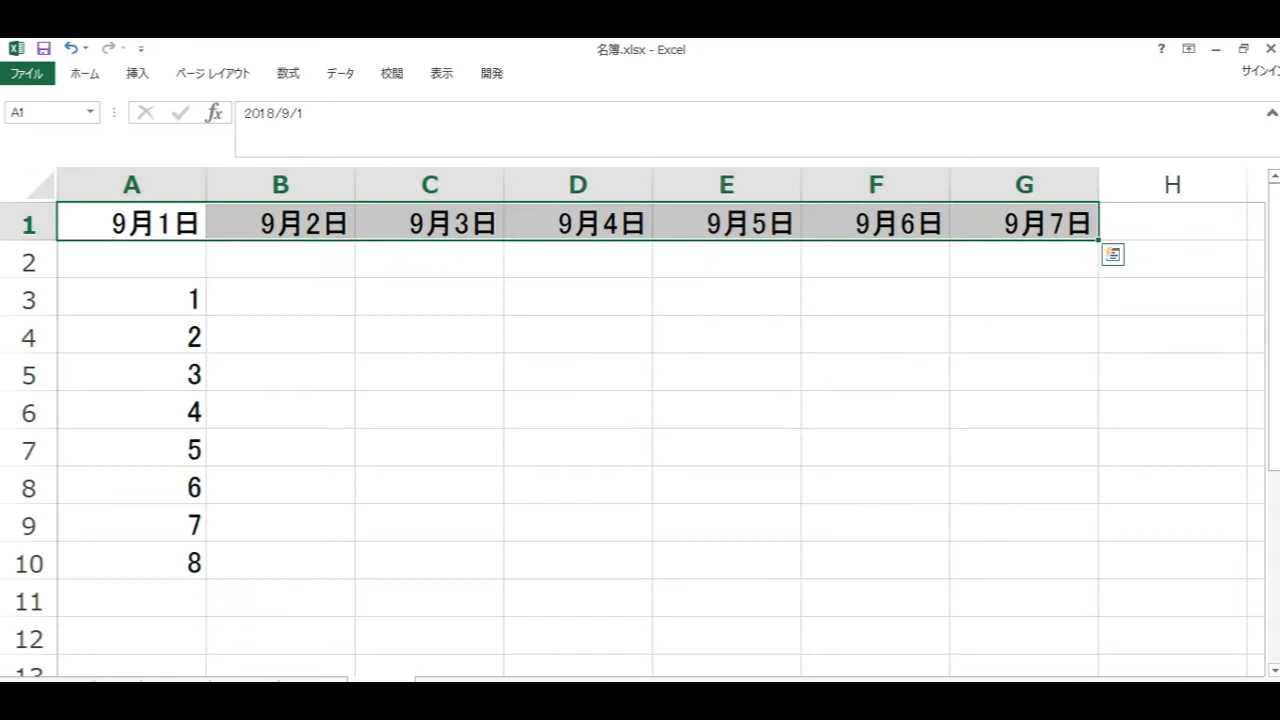 名簿.xlsx - Excel
?
ファイル ホーム 挿入 ページ レイアウト 数式 データ 校閲 表示 開発 サインイン
A1 fx 2018/9/1
A B C D E F G H
1 9月1日 9月2日 9月3日 9月4日 9月5日 9月6日 9月7日
2
3 1
4 2
5 3
6 4
7 5
8 6
9 7
10 8
11
12
13